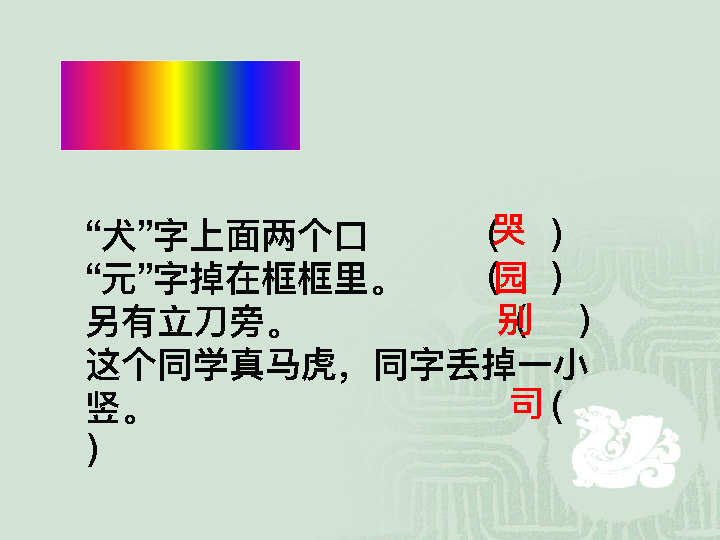 “犬”字上面两个口 (哭 )
“元”字掉在框框里。 (园 )
另有立刀旁。 别( )
这个同学真马虎，同字丢掉一小
竖。 司(
)